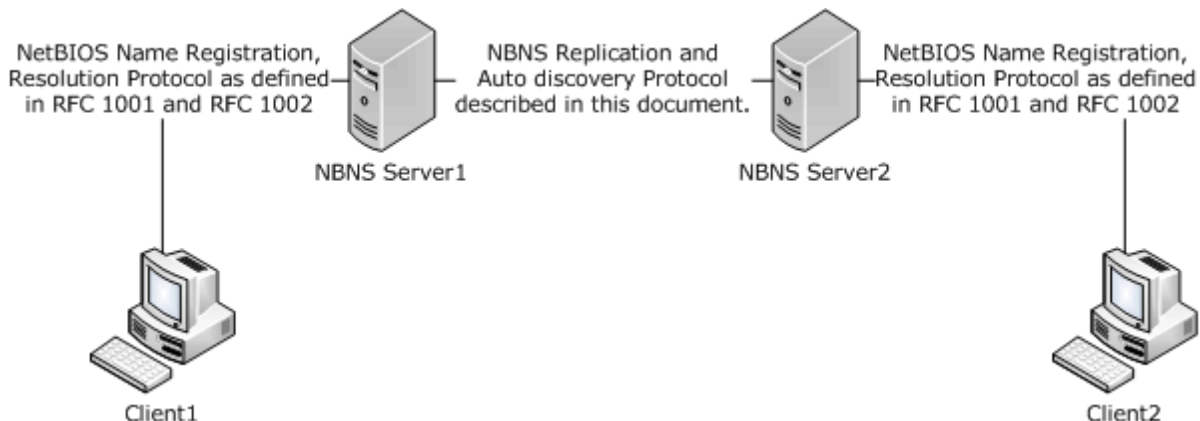 NetBIOS Name Registration,
Resolution Protocol as defined
in RFC 1001 and RFC 1002
NBNS Replication and
Auto discovery Protocol
described in this document.
NetBIOS Name Registration,
Resolution Protocol as defined
in RFC 1001 and RFC 1002
NBNS Server1
NBNS Server2
Client1
Client2